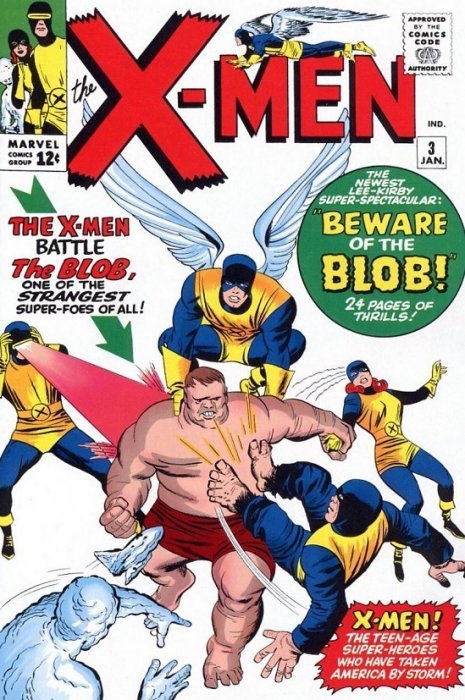 the X-MEN
APPROVED
BY THE
COMICS
CODE
AUTHORITY
MARVEL
COMICS
GROUP 12¢
IND.
3
JAN.
THE X-MEN
BATTLE
The BLOB,
ONE OF THE
STRANGEST
SUPER-FOES OF ALL!
THE
NEWEST
LEE-KIRBY
SUPER-SPECTACULAR:
"BEWARE
OF THE
BLOB!"
24 PAGES OF
THRILLS!
X-MEN!
THE TEEN-AGE
SUPER-HEROES
WHO HAVE TAKEN
AMERICA BY STORM!